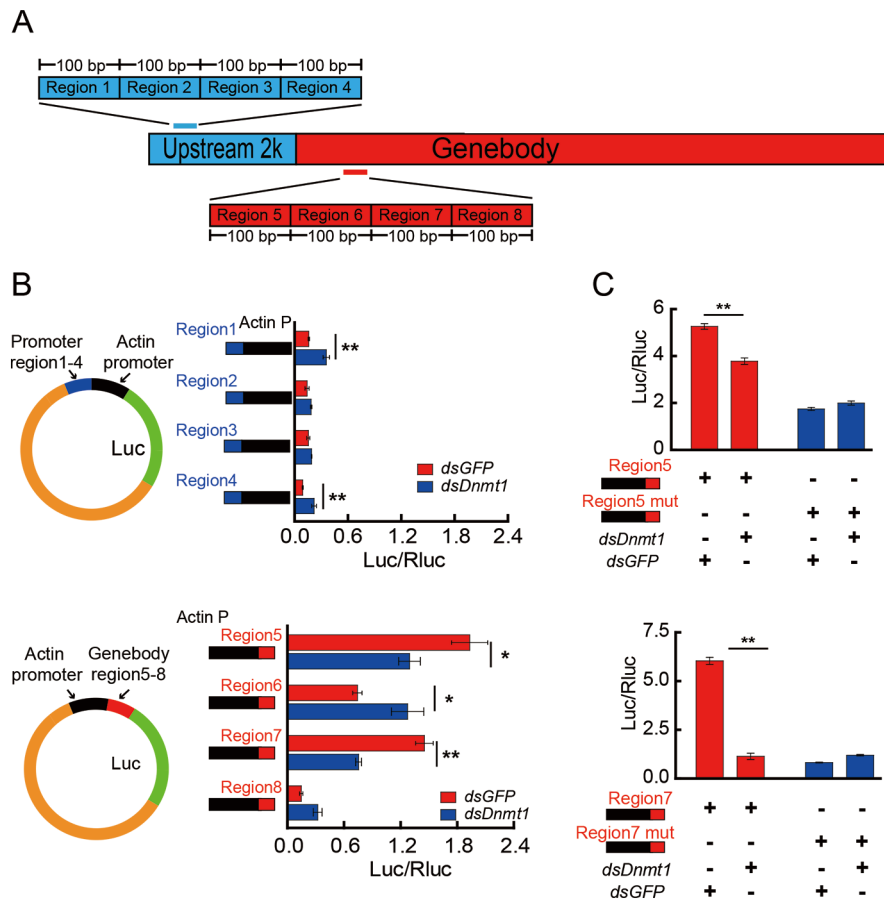 A
100 bp 100 bp 100 bp 100 bp
Region 1 Region 2 Region 3 Region 4
Upstream 2k Genebody
Region 5 Region 6 Region 7 Region 8
100 bp 100 bp 100 bp 100 bp
B
Promoter
region1-4
Actin
promoter
Luc
Actin P
Region1
**
Region2
Region3
Region4
**
dsGFP
dsDnmt1
0.0 0.6 1.2 1.8 2.4
Luc/Rluc
Actin
promoter
Genebody
region5-8
Luc
Actin P
Region5
*
Region6
*
Region7
**
Region8
dsGFP
dsDnmt1
0.0 0.6 1.2 1.8 2.4
Luc/Rluc
C
Luc/Rluc
6
4
2
0
**
Region5 + + - -
Region5 mut - - + +
dsDnmt1 - + - +
dsGFP + - + -
Luc/Rluc
7.5
5.0
2.5
0.0
**
Region7 + + - -
Region7 mut - - + +
dsDnmt1 - + - +
dsGFP + - + -